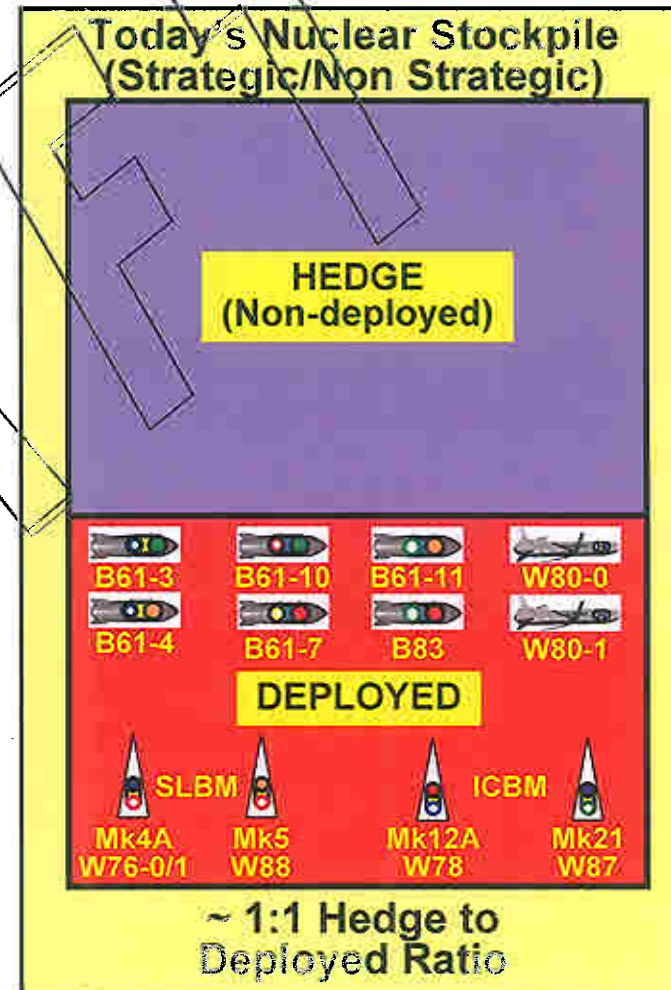 Today's Nuclear Stockpile
(Strategic/Non Strategic)
HEDGE
(Non-deployed)
B61-3 B61-10 B61-11 W80-0
B61-4 B61-7 B83 W80-1
DEPLOYED
SLBM ICBM
Mk4A Mk5 Mk12A Mk21
W76-0/1 W88 W78 W87
~ 1:1 Hedge to
Deployed Ratio